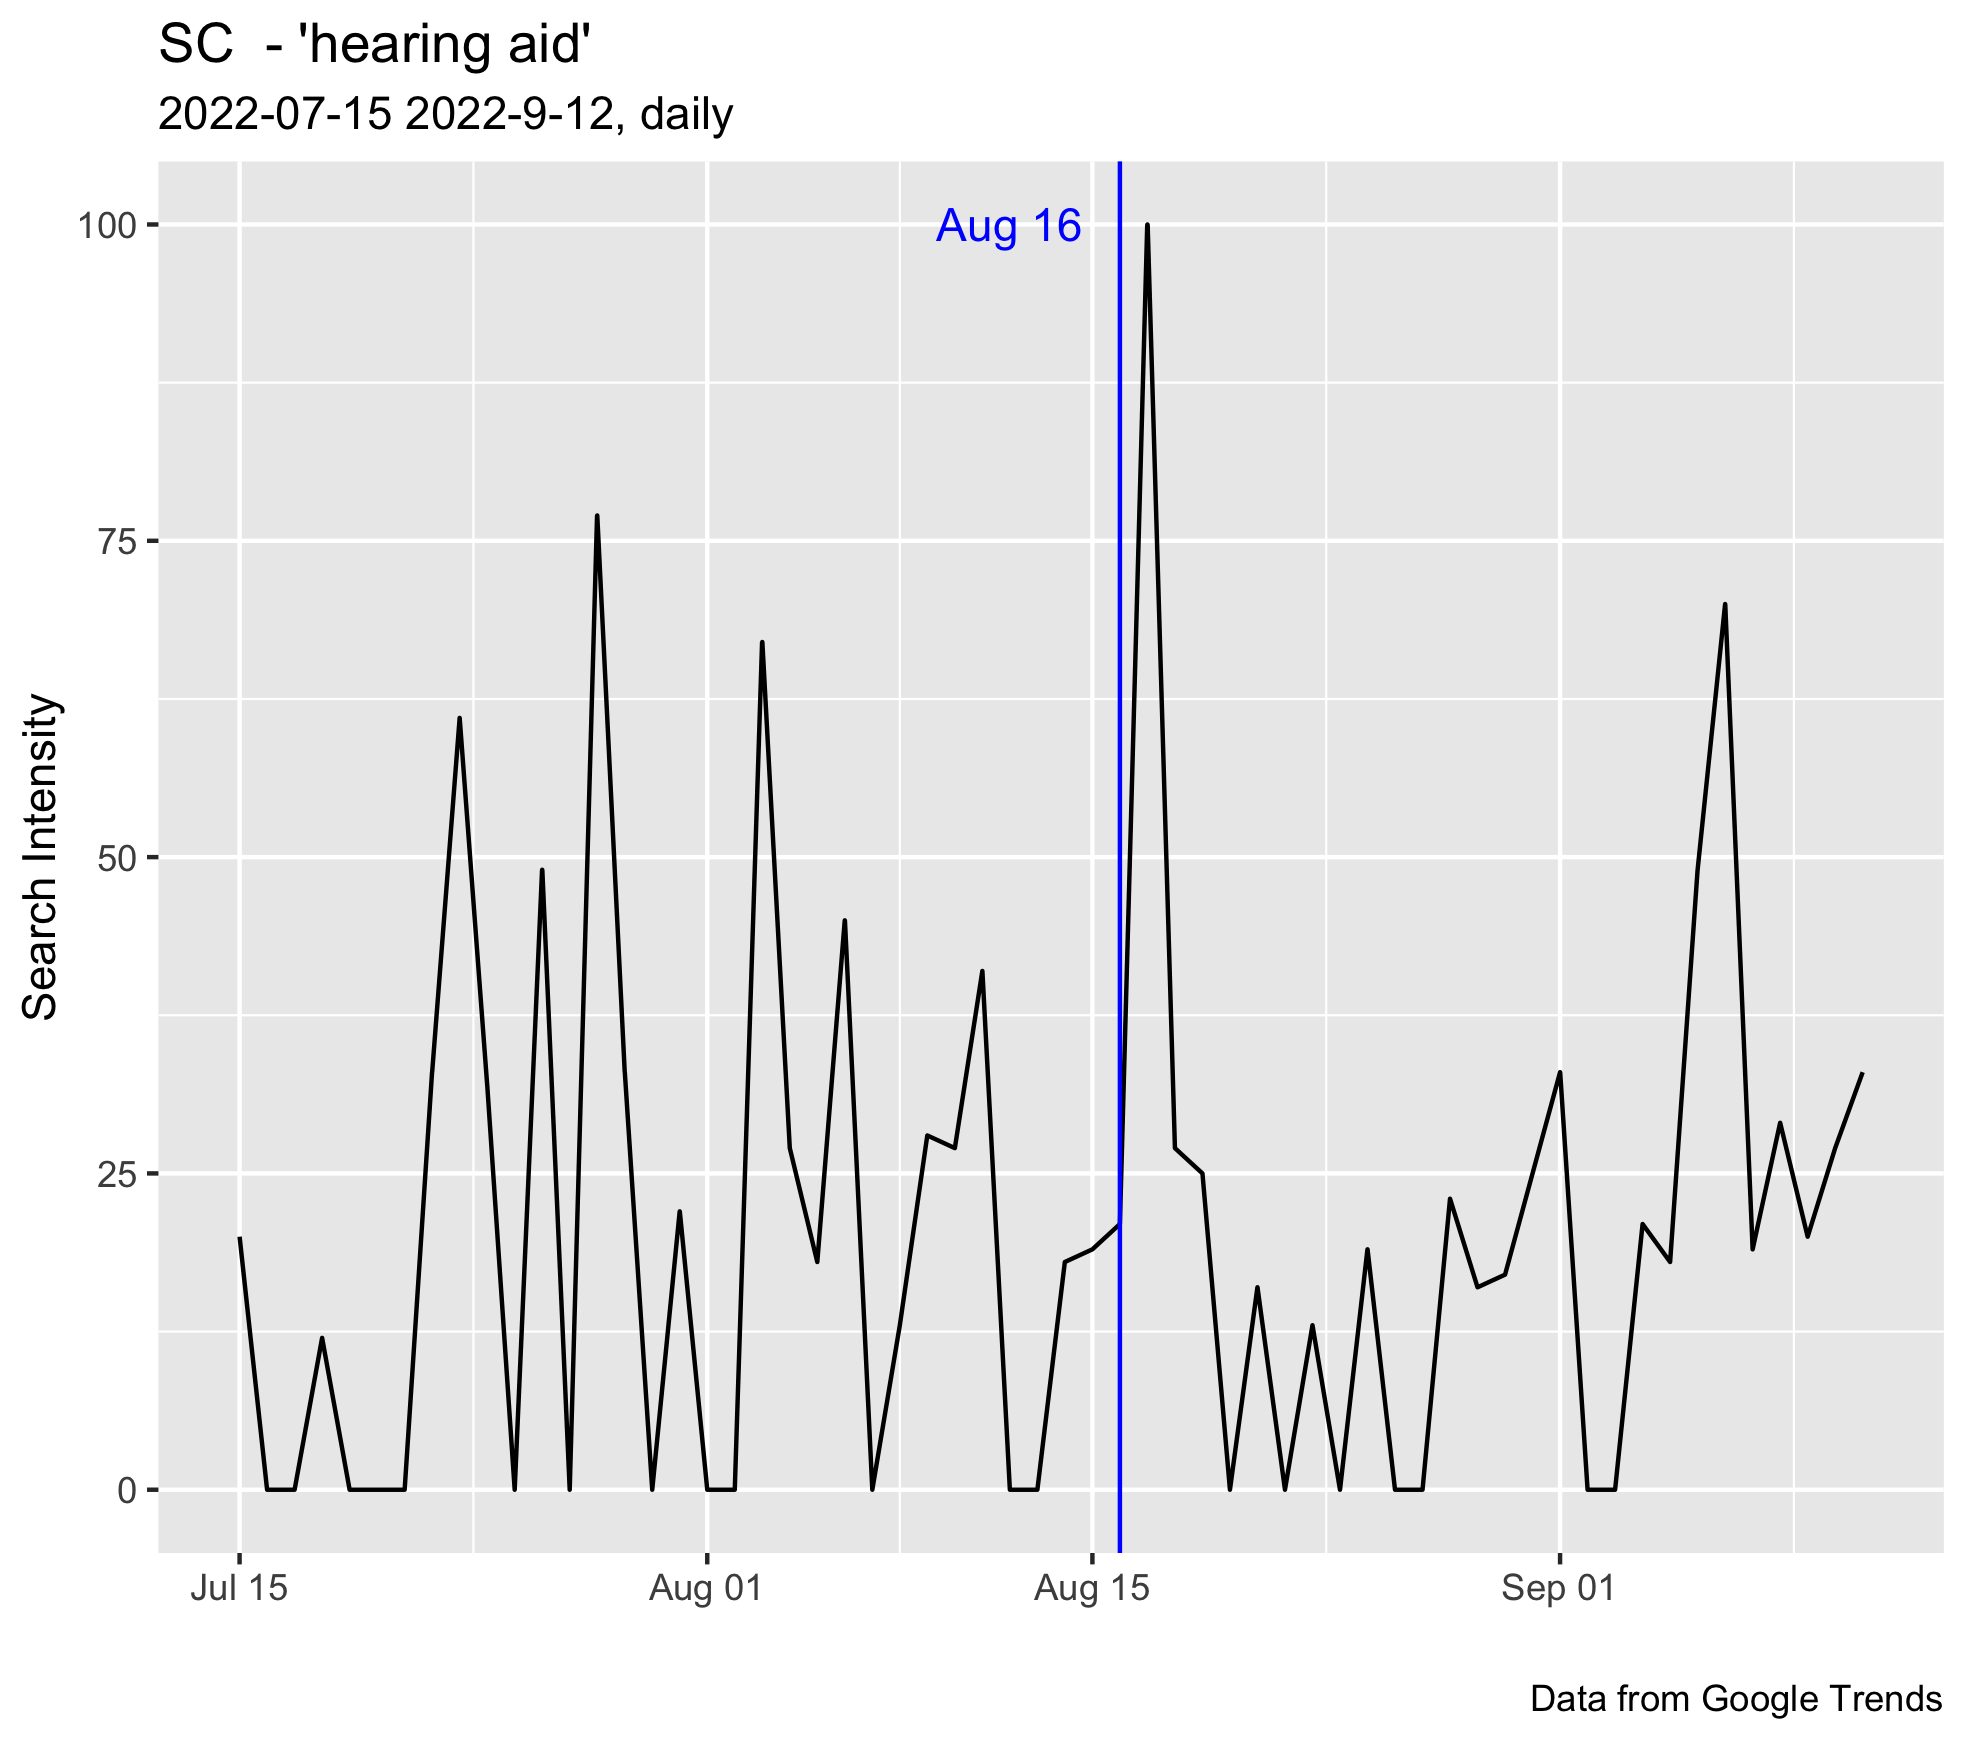 SC  - 'hearing aid'
2022-07-15 2022-9-12, daily
Aug 16
100
75
50
25
0
Search Intensity
Jul 15
Aug 01
Aug 15
Sep 01
Data from Google Trends